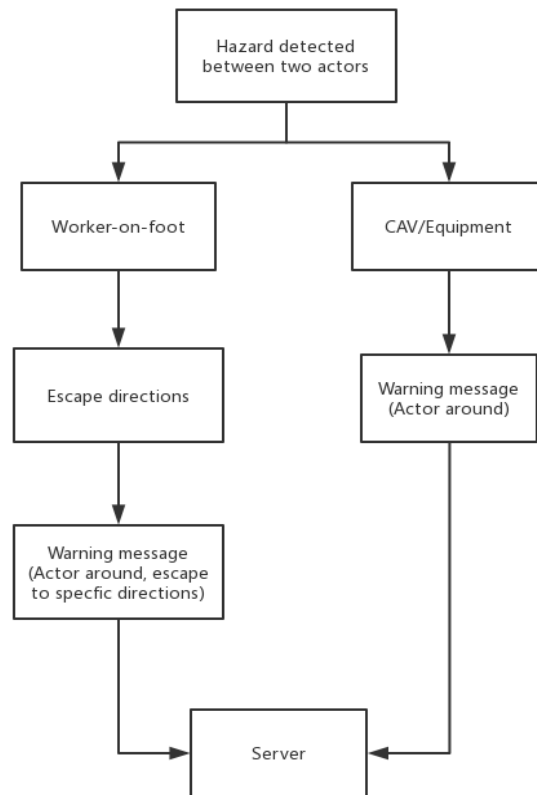 Hazard detected
between two actors
Worker-on-foot
CAV/Equipment
Escape directions
Warning message
(Actor around)
Warning message
(Actor around, escape
to specfic directions)
Server